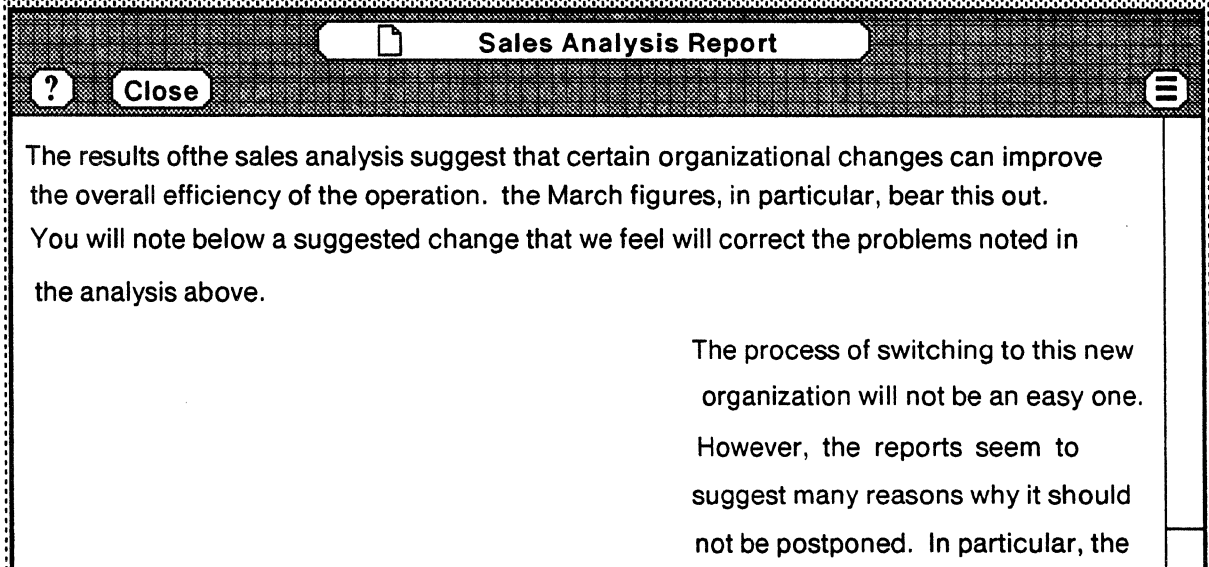 Sales Analysis Report
? Close
The results ofthe sales analysis suggest that certain organizational changes can improve
the overall efficiency of the operation. the March figures, in particular, bear this out.
You will note below a suggested change that we feel will correct the problems noted in
the analysis above.
The process of switching to this new
organization will not be an easy one.
However, the reports seem to
suggest many reasons why it should
not be postponed. In particular, the